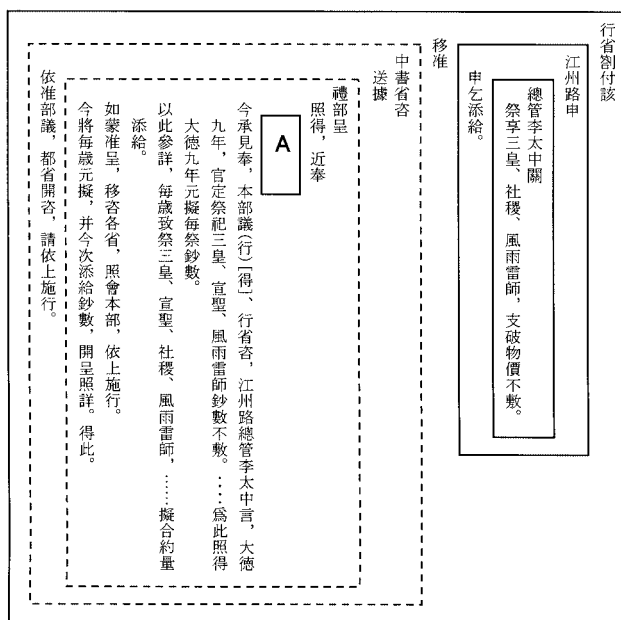 行省劄付該
江州路申
總管李太中關
祭享三皇、社稷、風雨雷師，支破物價不敷。
申乞添給。
移准
中書省咨
送據
禮部呈
照得，近奉
A
今承見奉，本部議(行)[得]、行省咨，江州路總管李太中言，大德
九年，官定祭祀三皇、宣聖、風雨雷師鈔數不敷。……爲此照得
大德九年元擬每祭鈔數。
以此參詳，每歲致祭三皇、宣聖、社稷、風雨雷師，……擬合約量
添給。
如蒙准呈，移咨各省，照會本部，依上施行。
今將每歲元擬，并今次添給鈔數，開呈照詳。得此。
依准部議，都省開咨，請依上施行。